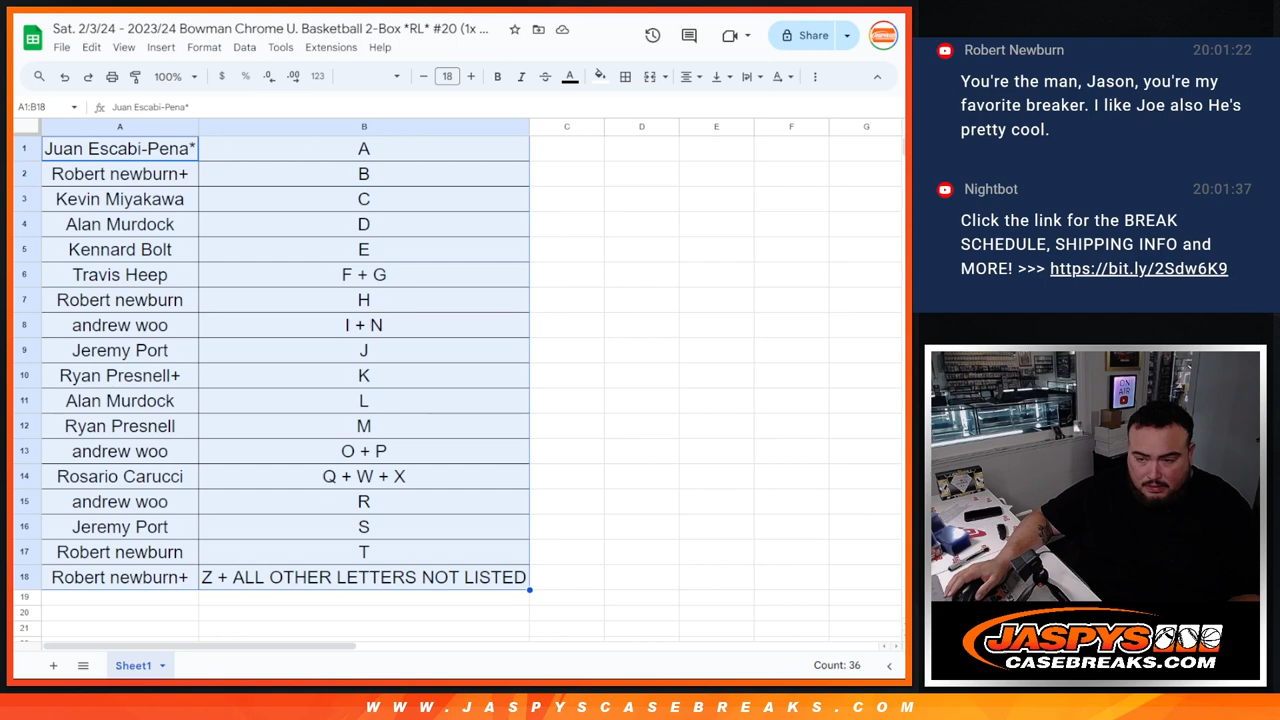 Sat. 2/3/24 - 2023/24 Bowman Chrome U. Basketball 2-Box *RL* #20 (1x ...
File Edit View Insert Format Data Tools Extensions Help
Share
100% $ % .0 .00 123 18 B I S A
A1:B18 fx Juan Escabi-Pena*
A B C D E F G
1 Juan Escabi-Pena* A
2 Robert newburn+ B
3 Kevin Miyakawa C
4 Alan Murdock D
5 Kennard Bolt E
6 Travis Heep F + G
7 Robert newburn H
8 andrew woo I + N
9 Jeremy Port J
10 Ryan Presnell+ K
11 Alan Murdock L
12 Ryan Presnell M
13 andrew woo O + P
14 Rosario Carucci Q + W + X
15 andrew woo R
16 Jeremy Port S
17 Robert newburn T
18 Robert newburn+ Z + ALL OTHER LETTERS NOT LISTED
19
20
21
Sheet1 Count: 36
Robert Newburn 20:01:22
You're the man, Jason, you're my
favorite breaker. I like Joe also He's
pretty cool.
Nightbot 20:01:37
Click the link for the BREAK
SCHEDULE, SHIPPING INFO and
MORE! >>> https://bit.ly/2Sdw6K9
ON
AIR
JASPYS
CASEBREAKS.COM
WWW.JASPYSCASEBREAKS.COM